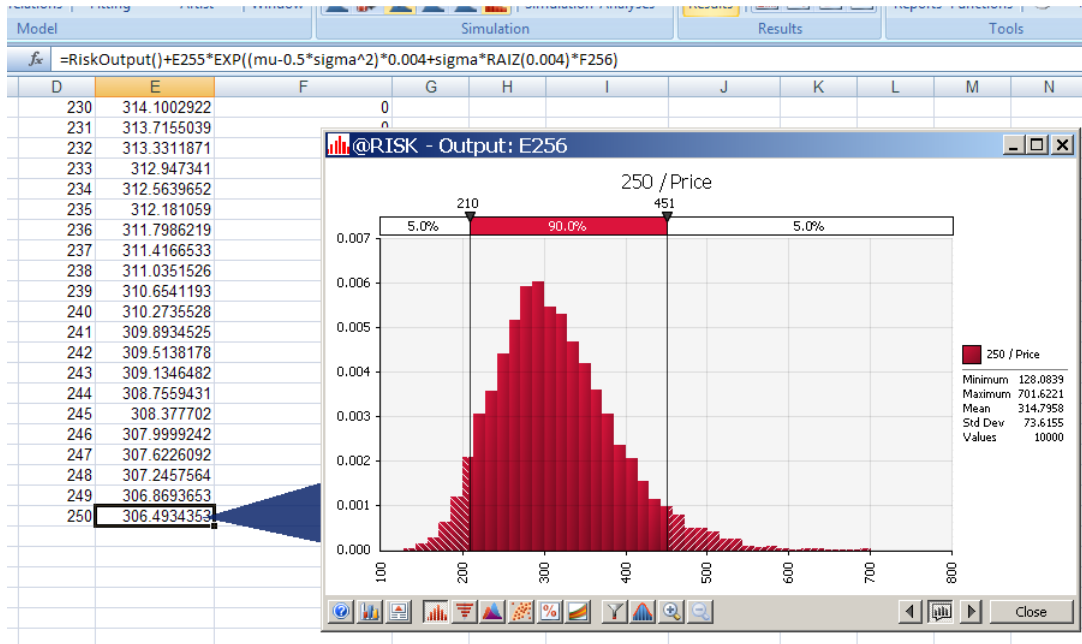 Window
Simulation Analyses
Results
Reports Functions
Model Simulation Results Tools
fx =RiskOutput()+E255*EXP((mu-0.5*sigma^2)*0.004+sigma*RAIZ(0.004)*F256)
D E F G H I J K L M N
230 314.1002922 0
231 313.7155039 0
232 313.3311871
233 312.947341
234 312.5639652
235 312.181059
236 311.7986219
237 311.4166533
238 311.0351526
239 310.6541193
240 310.2735528
241 309.8934525
242 309.5138178
243 309.1346482
244 308.7559431
245 308.377702
246 307.9999242
247 307.6226092
248 307.2457564
249 306.8693653
250 306.4934353
@RISK - Output: E256
250 / Price
210 451
5.0% 90.0% 5.0%
0.007
0.006
0.005
0.004
0.003
0.002
0.001
0.000
100 200 300 400 500 600 700 800
250 / Price
Minimum 128.0839
Maximum 701.6221
Mean 314.7958
Std Dev 73.6155
Values 10000
Close